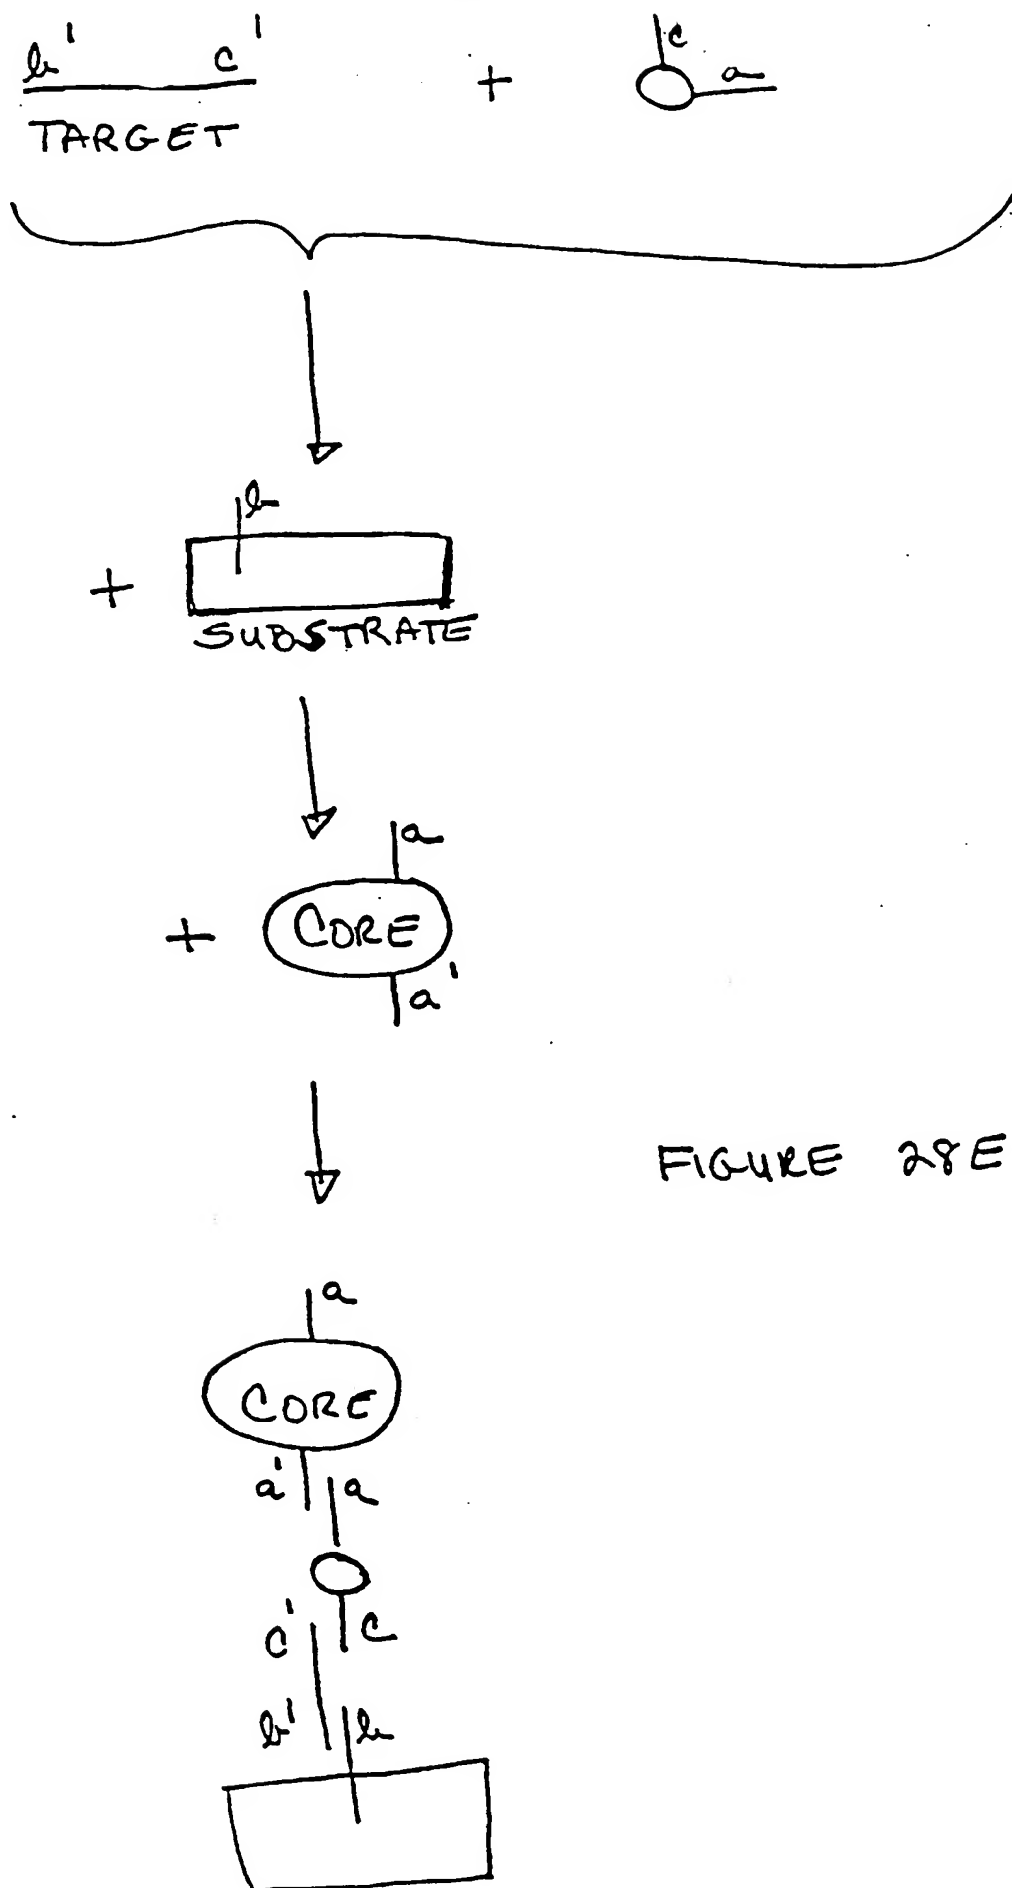 b' c' + c a
TARGET
b
+
SUBSTRATE
a
+ CORE
a'
FIGURE 28E
a
CORE
a' a
c' c
b' b